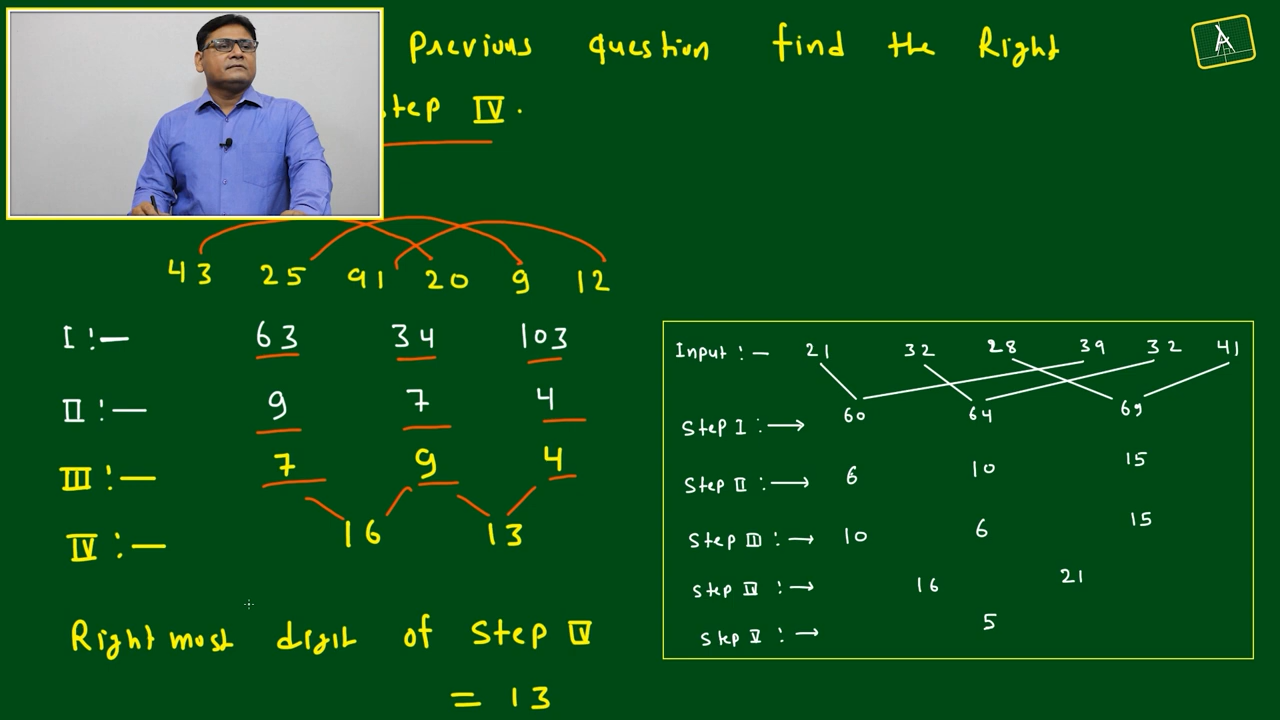 Previous question find the Right
Step IV.
43 25 91 20 9 12
I :— 63 34 103
II :— 9 7 4
III :— 7 9 4
IV :— 16 13
Right most digit of Step IV
= 13
Input :— 21 32 28 39 32 41
Step I :→ 60 64 69
Step II :→ 6 10 15
Step III :→ 10 6 15
Step IV :→ 16 21
Step V :→ 5
A